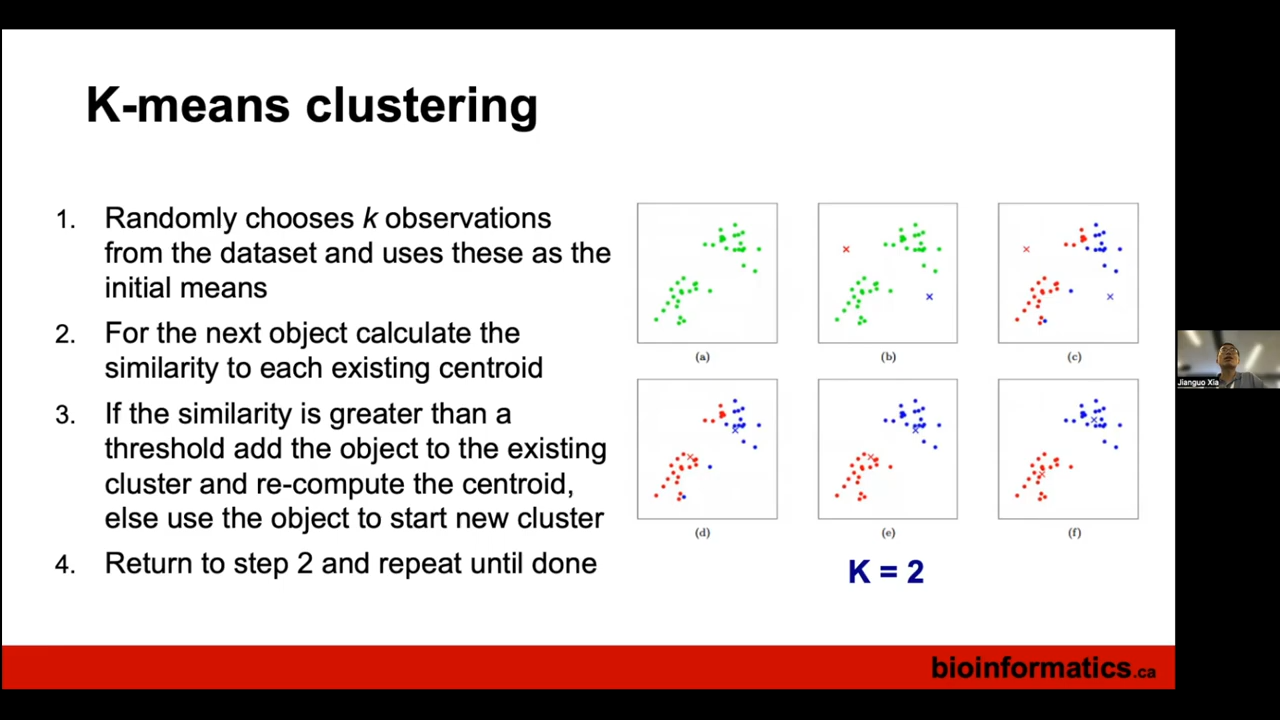 K-means clustering
1. Randomly chooses k observations
from the dataset and uses these as the
initial means
2. For the next object calculate the
similarity to each existing centroid
3. If the similarity is greater than a
threshold add the object to the existing
cluster and re-compute the centroid,
else use the object to start new cluster
4. Return to step 2 and repeat until done
(a)
(b)
(c)
(d)
(e)
(f)
K = 2
Jianguo Xia
bioinformatics.ca